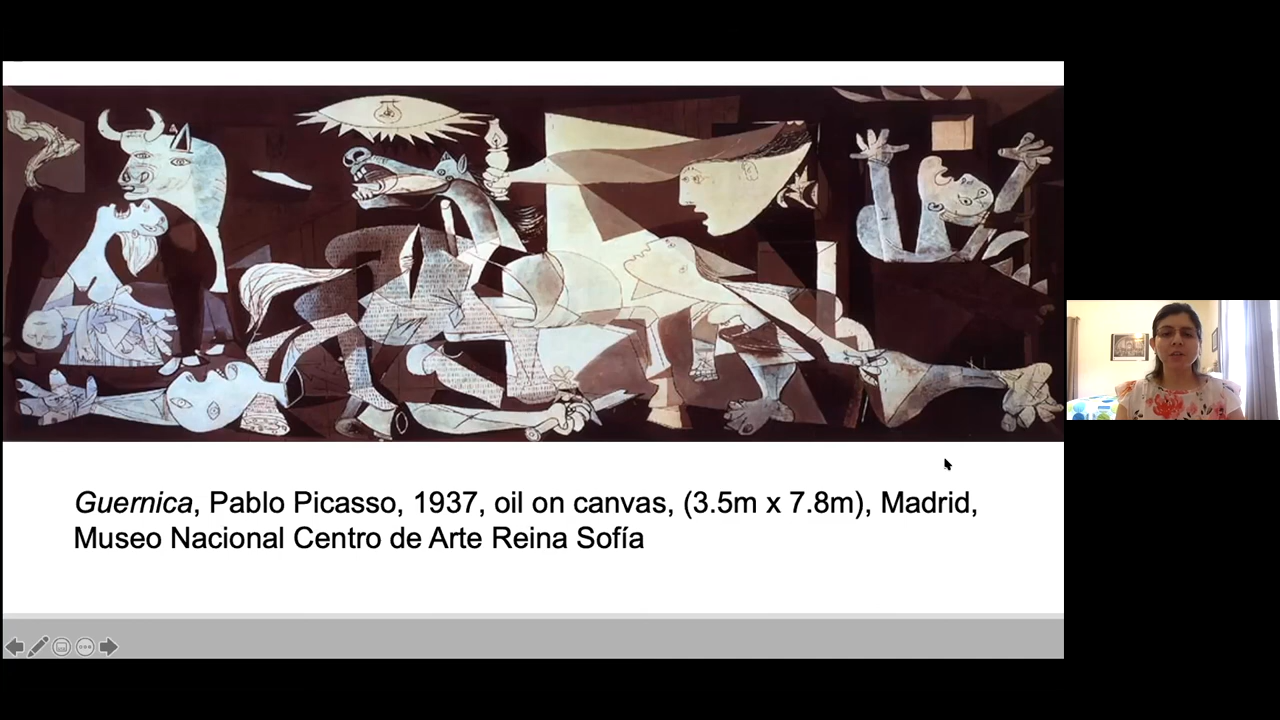 Guernica, Pablo Picasso, 1937, oil on canvas, (3.5m x 7.8m), Madrid,
Museo Nacional Centro de Arte Reina Sofía